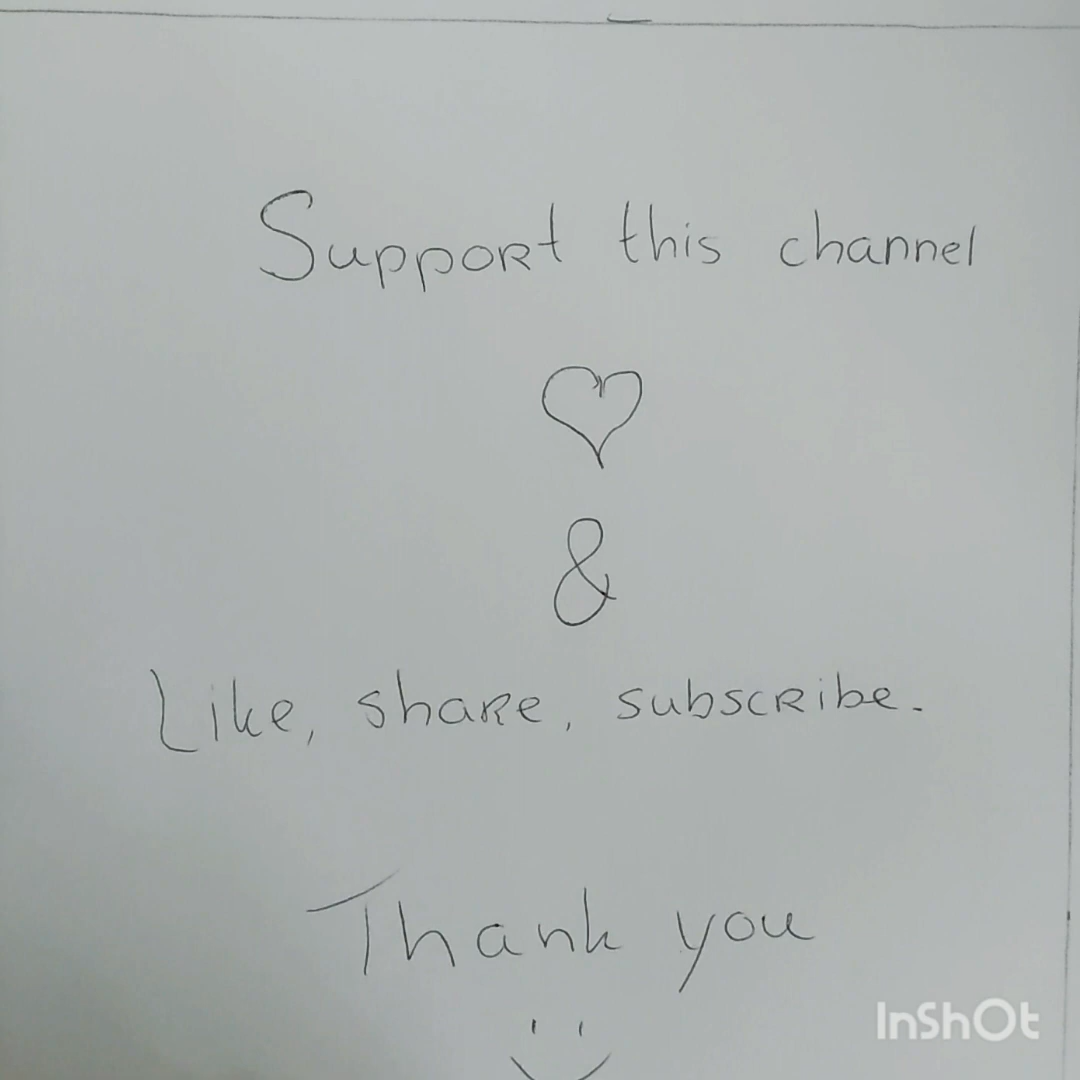 Support this channel
♡
&
Like, share, subscribe.
Thank you
InShOt